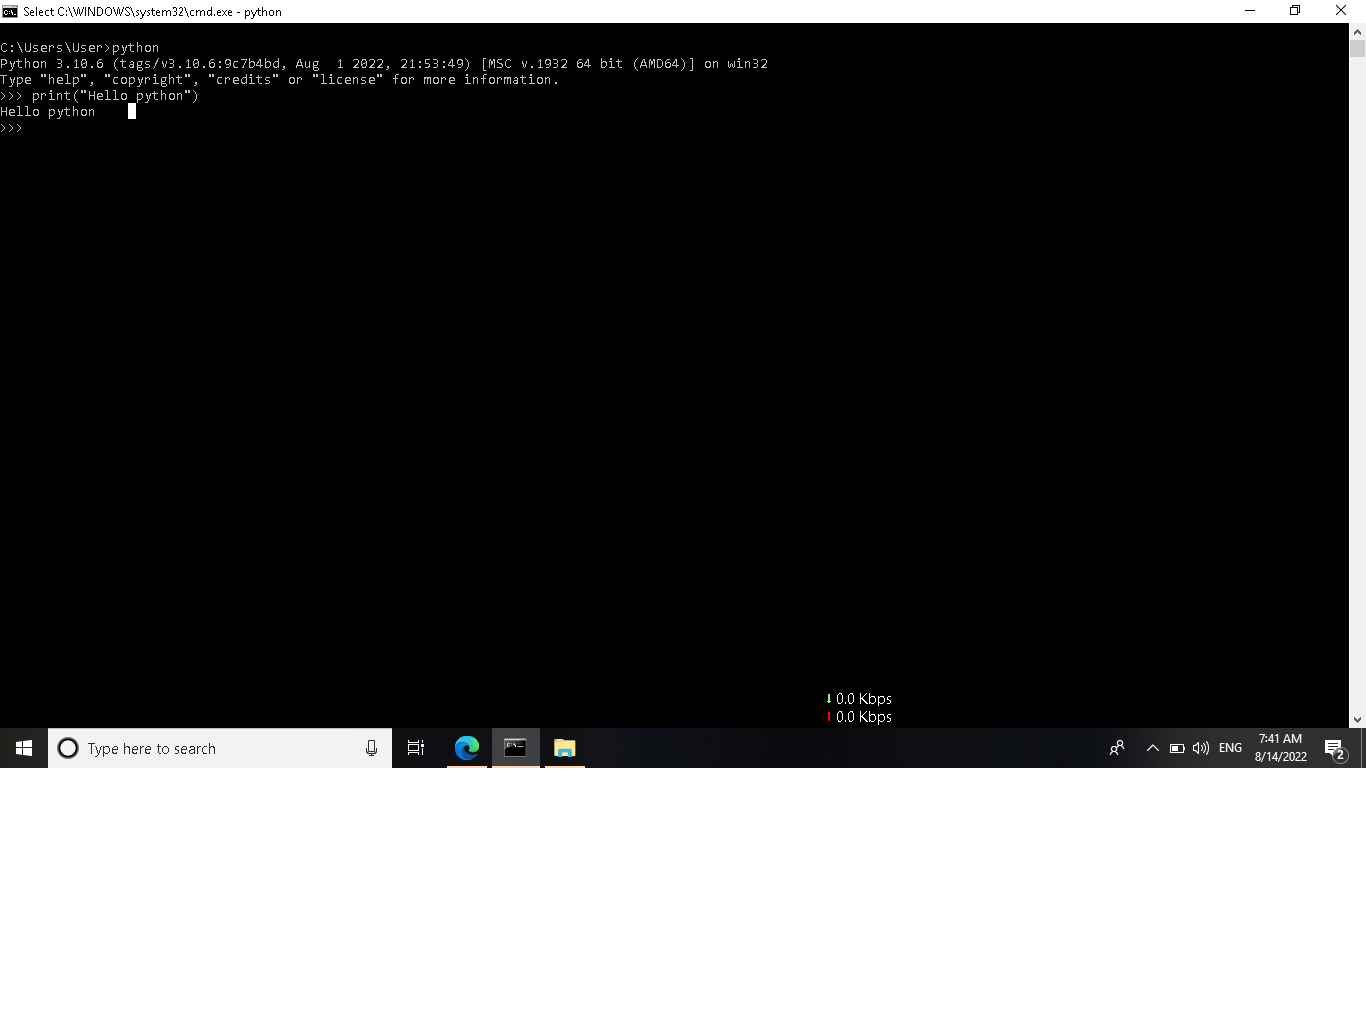 Select C:\WINDOWS\system32\cmd.exe - python
C:\Users\User>python
Python 3.10.6 (tags/v3.10.6:9c7b4bd, Aug  1 2022, 21:53:49) [MSC v.1932 64 bit (AMD64)] on win32
Type "help", "copyright", "credits" or "license" for more information.
>>> print("Hello python")
Hello python
>>>
↓ 0.0 Kbps
↑ 0.0 Kbps
Type here to search
ENG
7:41 AM
8/14/2022
2